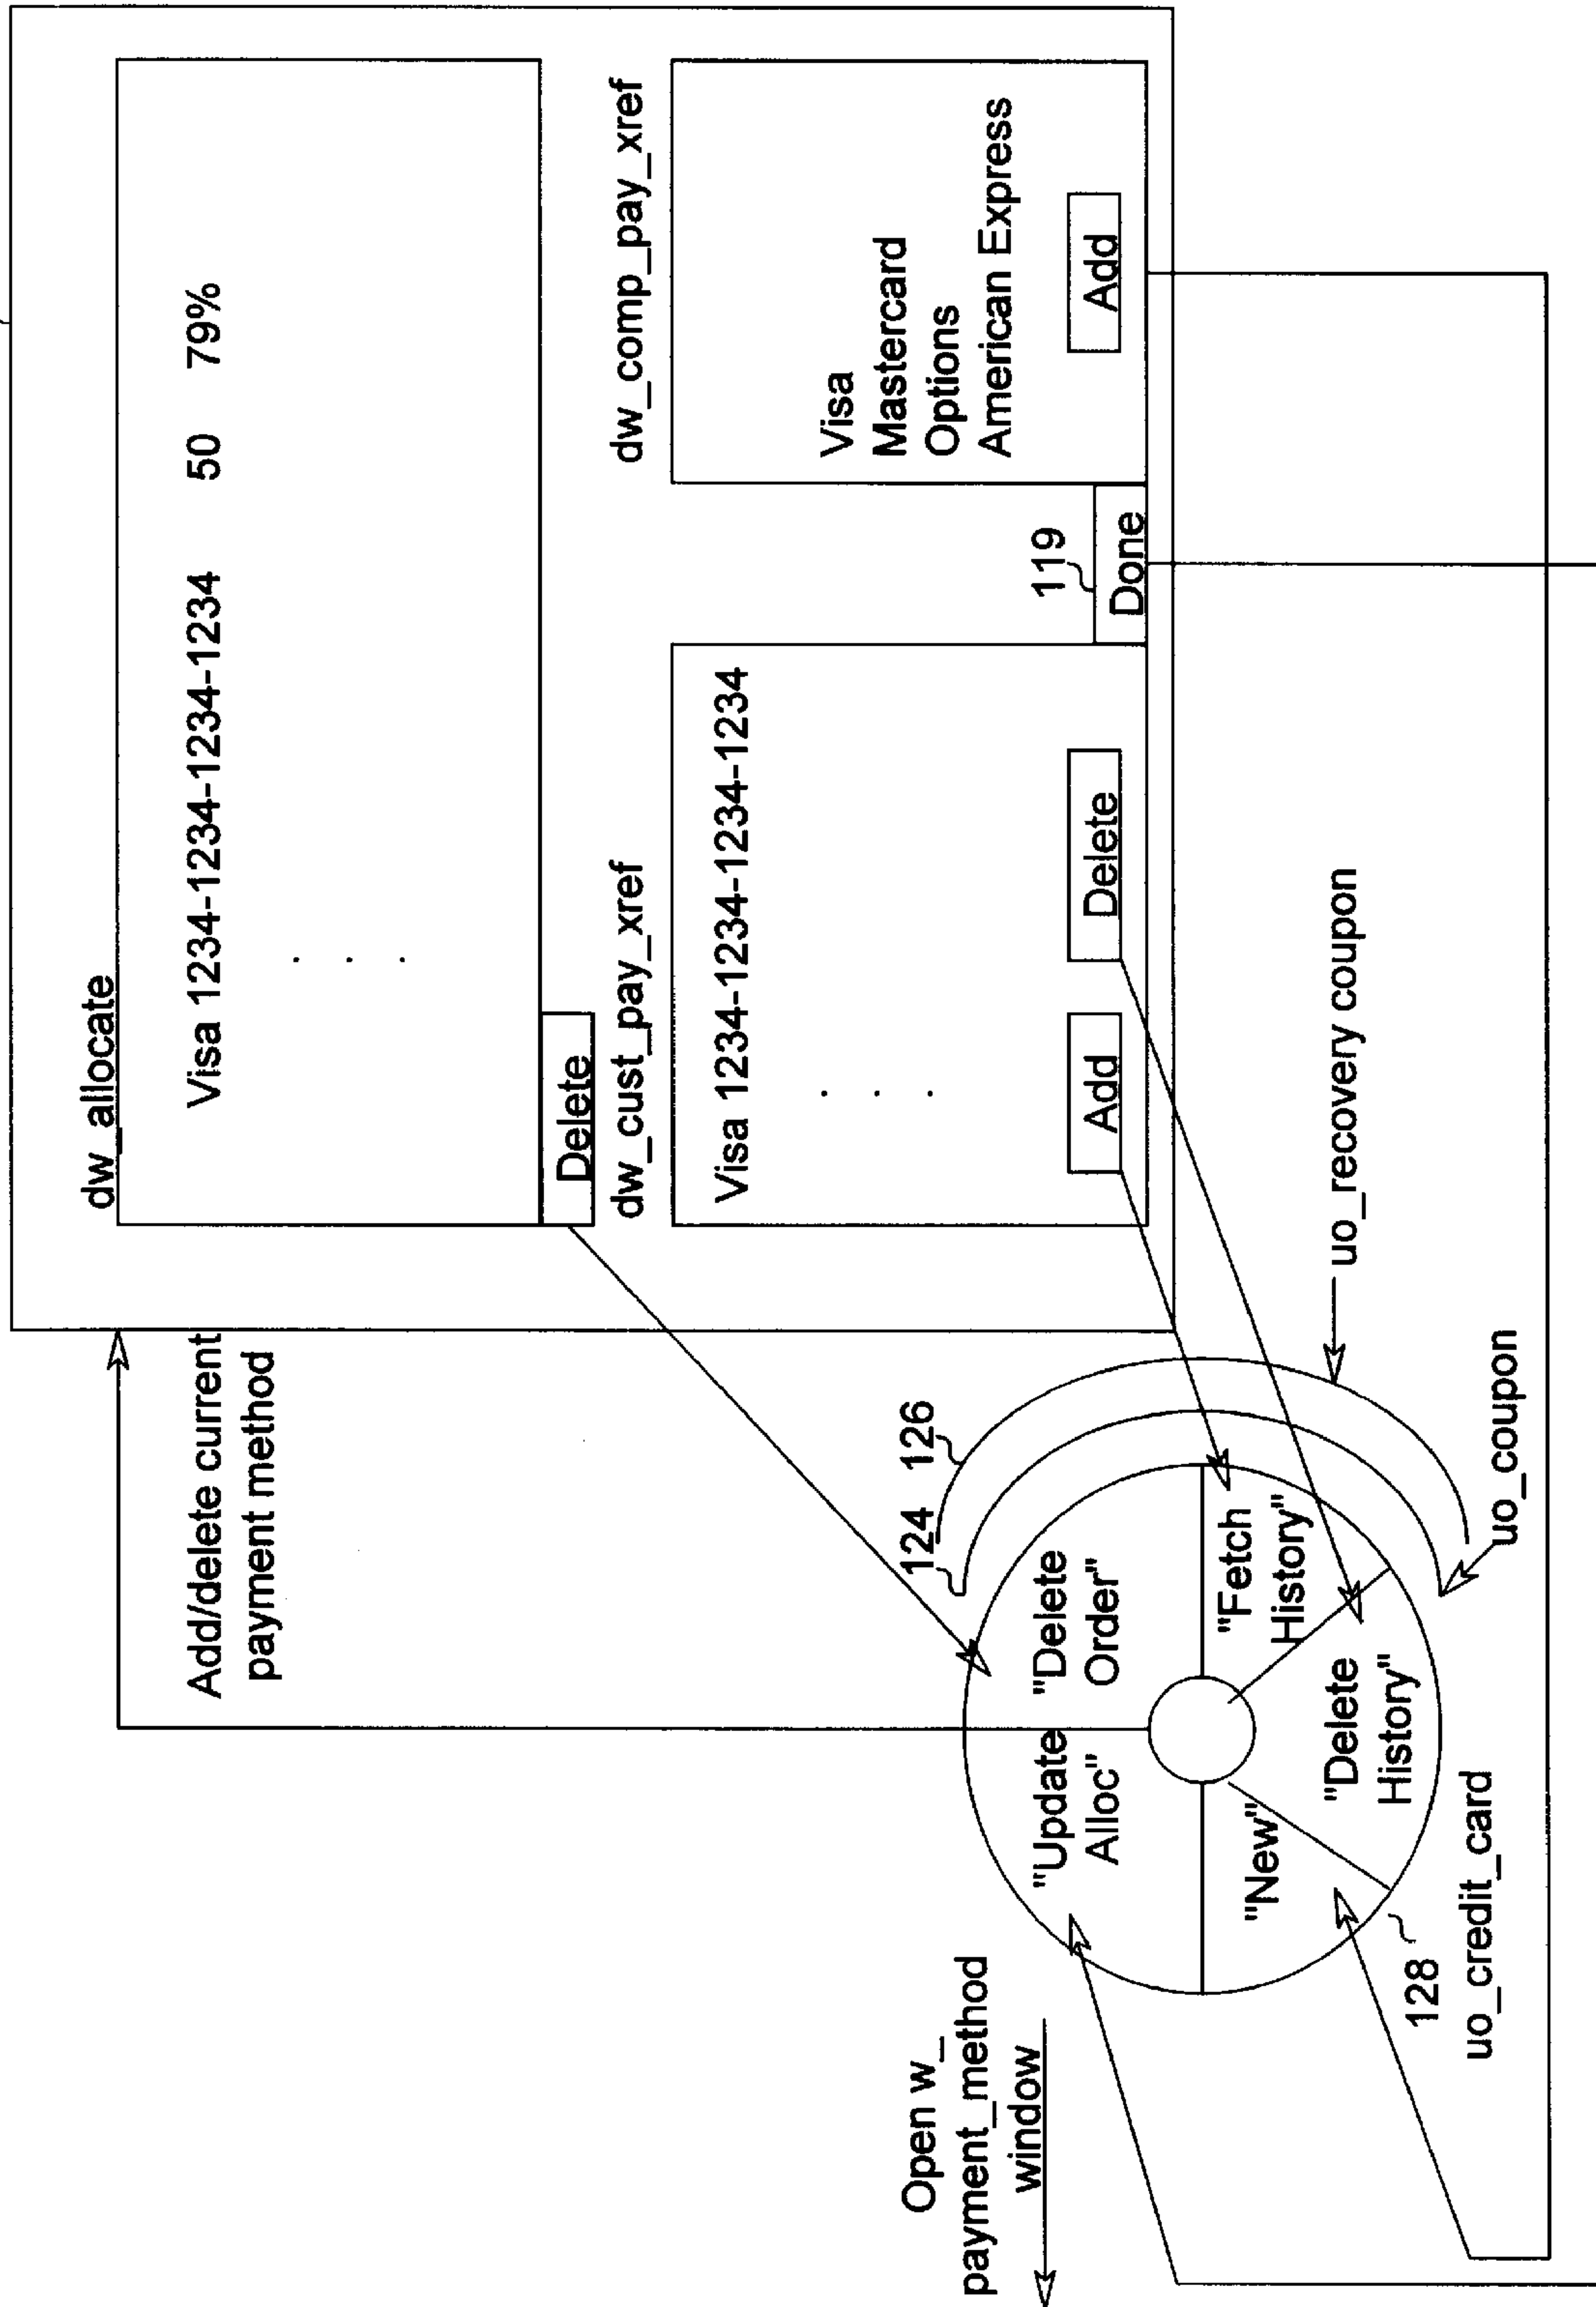 dw_allocate
Visa 1234-1234-1234-1234 50 79%
.
.
.
Delete
dw_cust_pay_xref
dw_comp_pay_xref
Visa 1234-1234-1234-1234
.
.
.
Add
Delete
119
Done
Visa
Mastercard
Options
American Express
Add
Add/delete current
payment method
Open w_
payment_method
window
"Update
Alloc"
"Delete
Order"
"Fetch
History"
"New"
"Delete
History"
124
126
uo_recovery coupon
uo_coupon
128
uo_credit_card